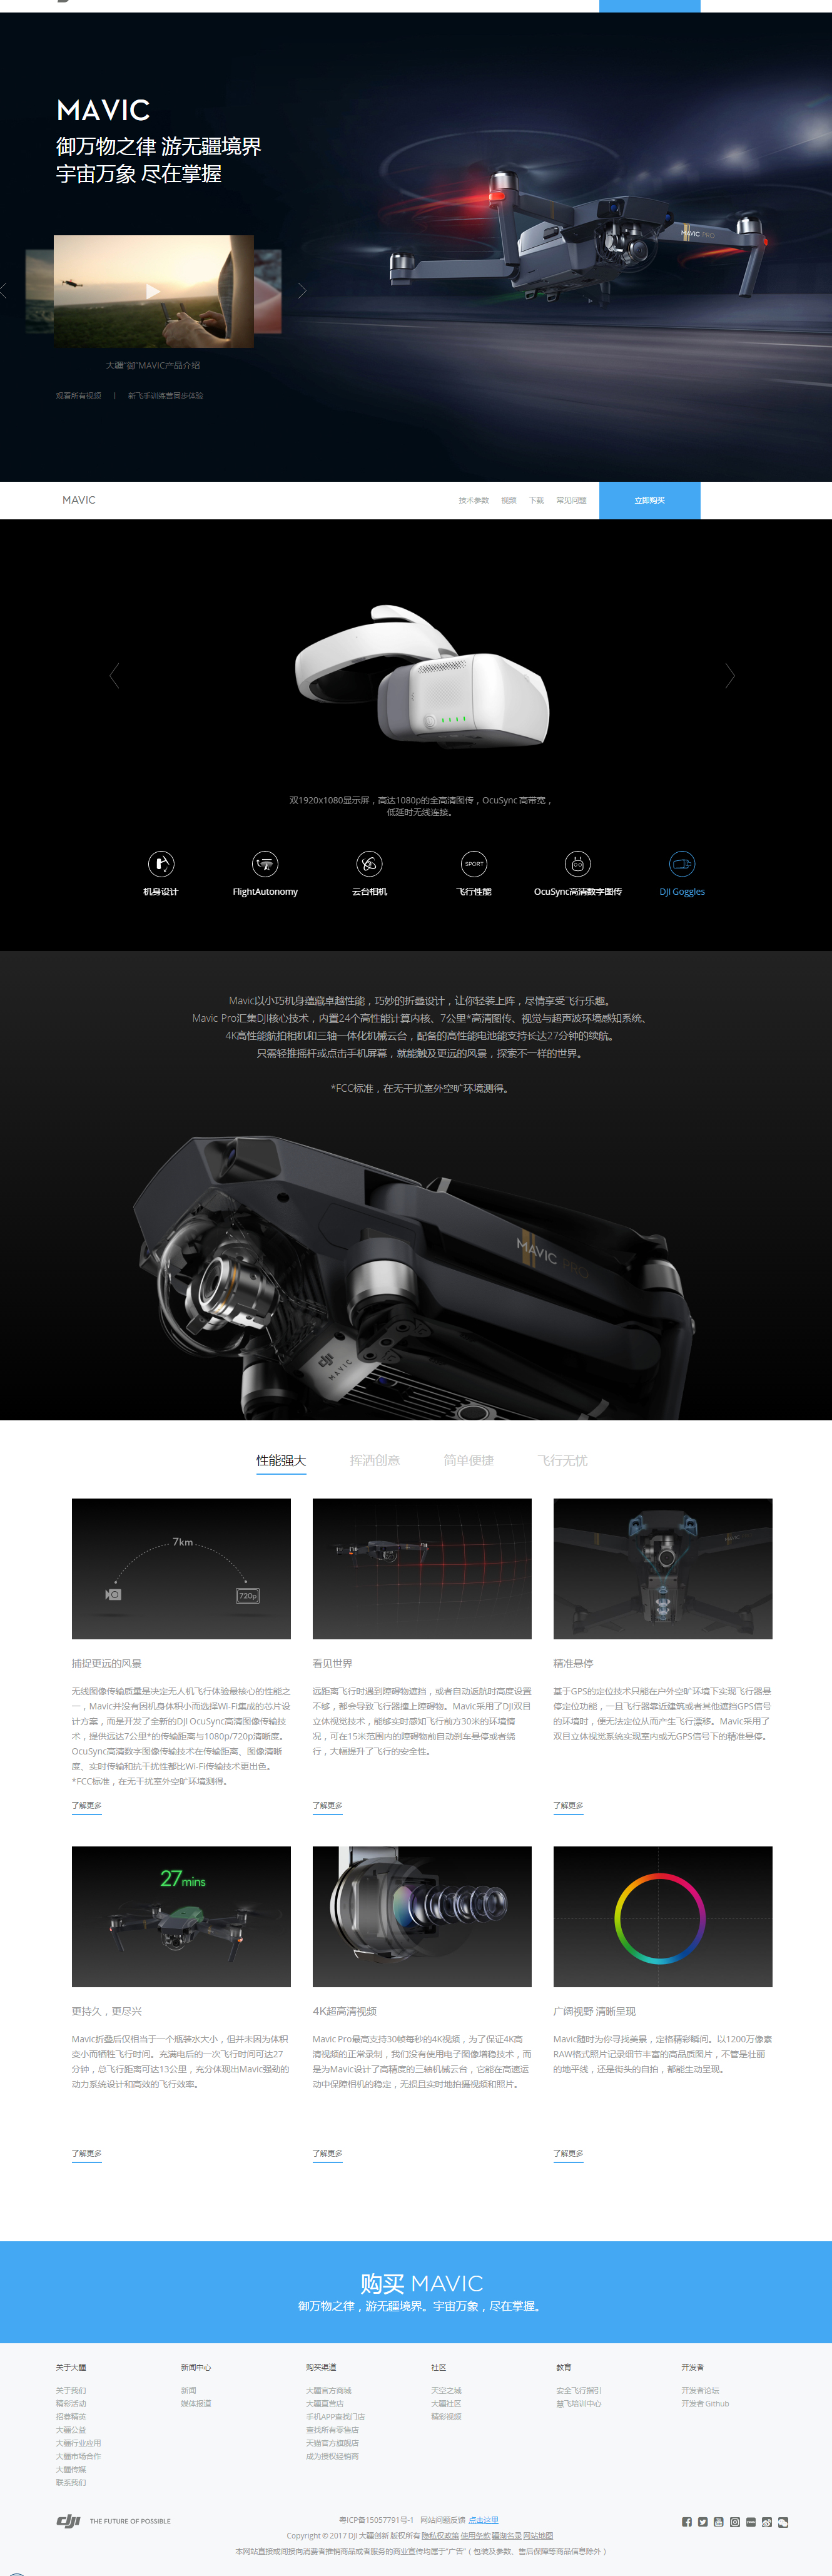 MAVIC
御万物之律 游无疆境界
宇宙万象 尽在掌握
大疆“御”MAVIC产品介绍
观看所有视频 | 新飞手训练营同步体验
MAVIC PRO
MAVIC 技术参数 视频 下载 常见问题 立即购买
双1920x1080显示屏，高达1080p的全高清图传，OcuSync 高带宽，
低延时无线连接。
SPORT
机身设计 FlightAutonomy 云台相机 飞行性能 OcuSync高清数字图传 DJI Goggles
Mavic以小巧机身蕴藏卓越性能，巧妙的折叠设计，让你轻装上阵，尽情享受飞行乐趣。
Mavic Pro汇集DJI核心技术，内置24个高性能计算内核、7公里*高清图传、视觉与超声波环境感知系统、
4K高性能航拍相机和三轴一体化机械云台，配备的高性能电池能支持长达27分钟的续航。
只需轻推摇杆或点击手机屏幕，就能触及更远的风景，探索不一样的世界。
*FCC标准，在无干扰室外空旷环境测得。
MAVIC PRO
dji MAVIC
性能强大 挥洒创意 简单便捷 飞行无忧
7km
720p
捕捉更远的风景
无线图像传输质量是决定无人机飞行体验最核心的性能之
一，Mavic并没有因机身体积小而选择Wi-Fi集成的芯片设
计方案，而是开发了全新的DJI OcuSync高清图像传输技
术，提供远达7公里*的传输距离与1080p/720p清晰度。
OcuSync高清数字图像传输技术在传输距离、图像清晰
度、实时传输和抗干扰性都比Wi-Fi传输技术更出色。
*FCC标准，在无干扰室外空旷环境测得。
了解更多
看见世界
远距离飞行时遇到障碍物遮挡，或者自动返航时高度设置
不够，都会导致飞行器撞上障碍物。Mavic采用了DJI双目
立体视觉技术，能够实时感知飞行前方30米的环境情
况，可在15米范围内的障碍物前自动刹车悬停或者绕
行，大幅提升了飞行的安全性。
了解更多
精准悬停
基于GPS的定位技术只能在户外空旷环境下实现飞行器悬
停定位功能，一旦飞行器靠近建筑或者其他遮挡GPS信号
的环境时，便无法定位从而产生飞行漂移。Mavic采用了
双目立体视觉系统实现室内或无GPS信号下的精准悬停。
了解更多
27mins
更持久，更尽兴
Mavic折叠后仅相当于一个瓶装水大小，但并未因为体积
变小而牺牲飞行时间。充满电后的一次飞行时间可达27
分钟，总飞行距离可达13公里，充分体现出Mavic强劲的
动力系统设计和高效的飞行效率。
了解更多
4K超高清视频
Mavic Pro最高支持30帧每秒的4K视频，为了保证4K高
清视频的正常录制，我们没有使用电子图像增稳技术，而
是为Mavic设计了高精度的三轴机械云台，它能在高速运
动中保障相机的稳定，无损且实时地拍摄视频和照片。
了解更多
广阔视野 清晰呈现
Mavic随时为你寻找美景，定格精彩瞬间。以1200万像素
RAW格式照片记录细节丰富的高品质图片，不管是壮丽
的地平线，还是街头的自拍，都能生动呈现。
了解更多
购买 MAVIC
御万物之律，游无疆境界。宇宙万象，尽在掌握。
关于大疆
关于我们
精彩活动
招募精英
大疆公益
大疆行业应用
大疆市场合作
大疆传媒
联系我们
新闻中心
新闻
媒体报道
购买渠道
大疆官方商城
大疆直营店
手机APP查找门店
查找所有零售店
天猫官方旗舰店
成为授权经销商
社区
天空之城
大疆社区
精彩视频
教育
安全飞行指引
慧飞培训中心
开发者
开发者论坛
开发者 Github
dji THE FUTURE OF POSSIBLE
粤ICP备15057791号-1 网站问题反馈 点击这里
Copyright © 2017 DJI 大疆创新 版权所有 隐私权政策 使用条款 疆湖名录 网站地图
本网站直接或间接向消费者推销商品或者服务的商业宣传均属于“广告”（包装及参数、售后保障等商品信息除外）